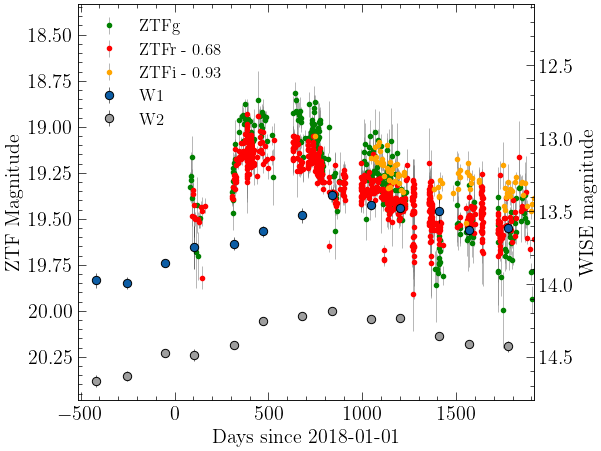 ZTFg
ZTFr - 0.68
ZTFi - 0.93
W1
W2
18.50
18.75
19.00
19.25
19.50
19.75
20.00
20.25
ZTF Magnitude
12.5
13.0
13.5
14.0
14.5
WISE magnitude
−500
0
500
1000
1500
Days since 2018-01-01